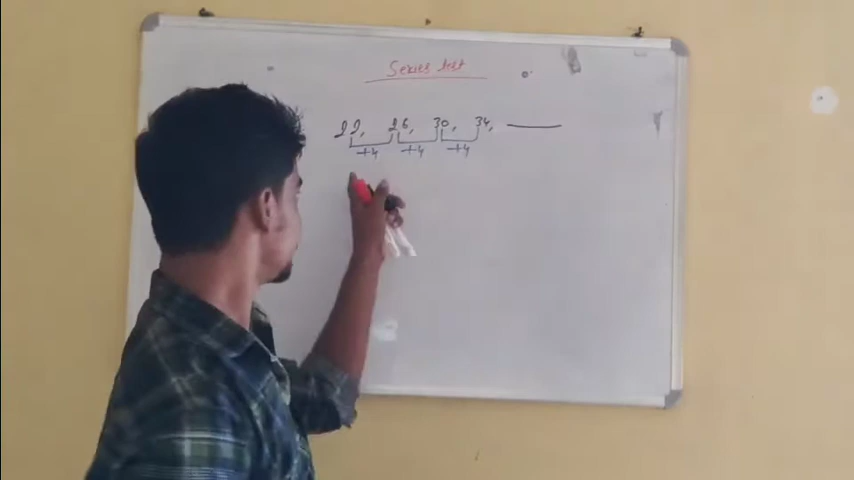 Series test
22, 26, 30, 34, ____
+4 +4 +4